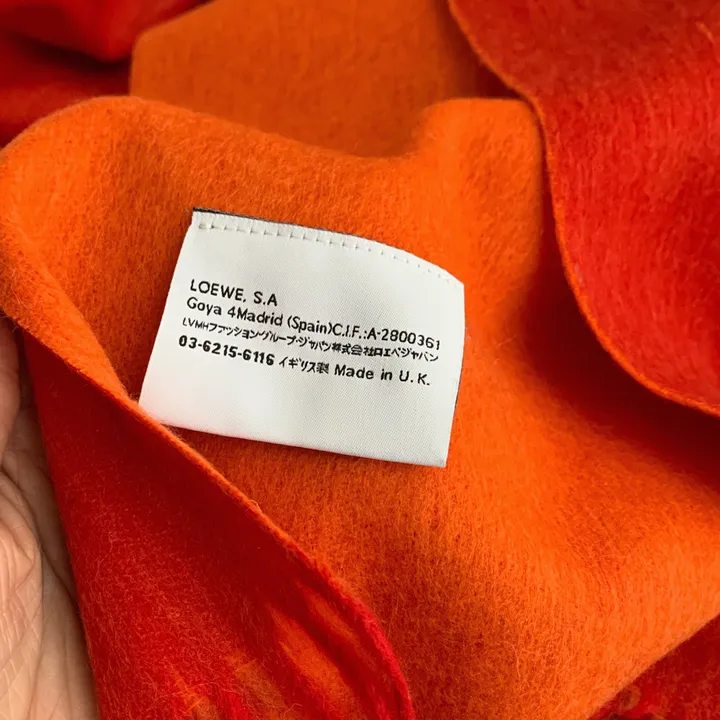 LOEWE, S.A
Goya 4Madrid (Spain)C.I.F.:A-2800361
LVMHファッション・グループ・ジャパン株式会社ロエベジャパン
03-6215-6116 イギリス製 Made in U.K.